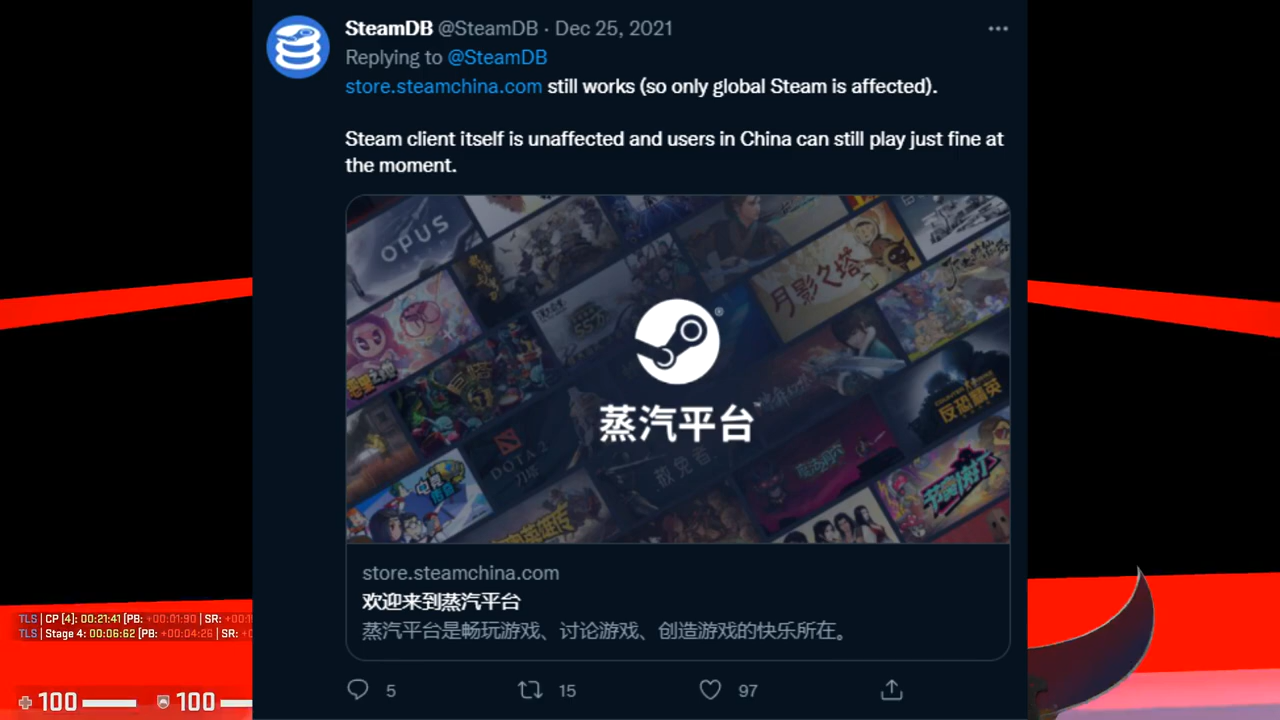 SteamDB @SteamDB · Dec 25, 2021
Replying to @SteamDB
store.steamchina.com still works (so only global Steam is affected).
Steam client itself is unaffected and users in China can still play just fine at
the moment.
OPUS
月影之塔
®
蒸汽平台
DOTA 2
反恐精英
store.steamchina.com
欢迎来到蒸汽平台
蒸汽平台是畅玩游戏、讨论游戏、创造游戏的快乐所在。
TLS | CP [4]: 00:21:41 [PB: +00:01:90 | SR:
TLS | Stage 4: 00:06:62 [PB: +00:04:26 | SR:
5 15 97
100 100